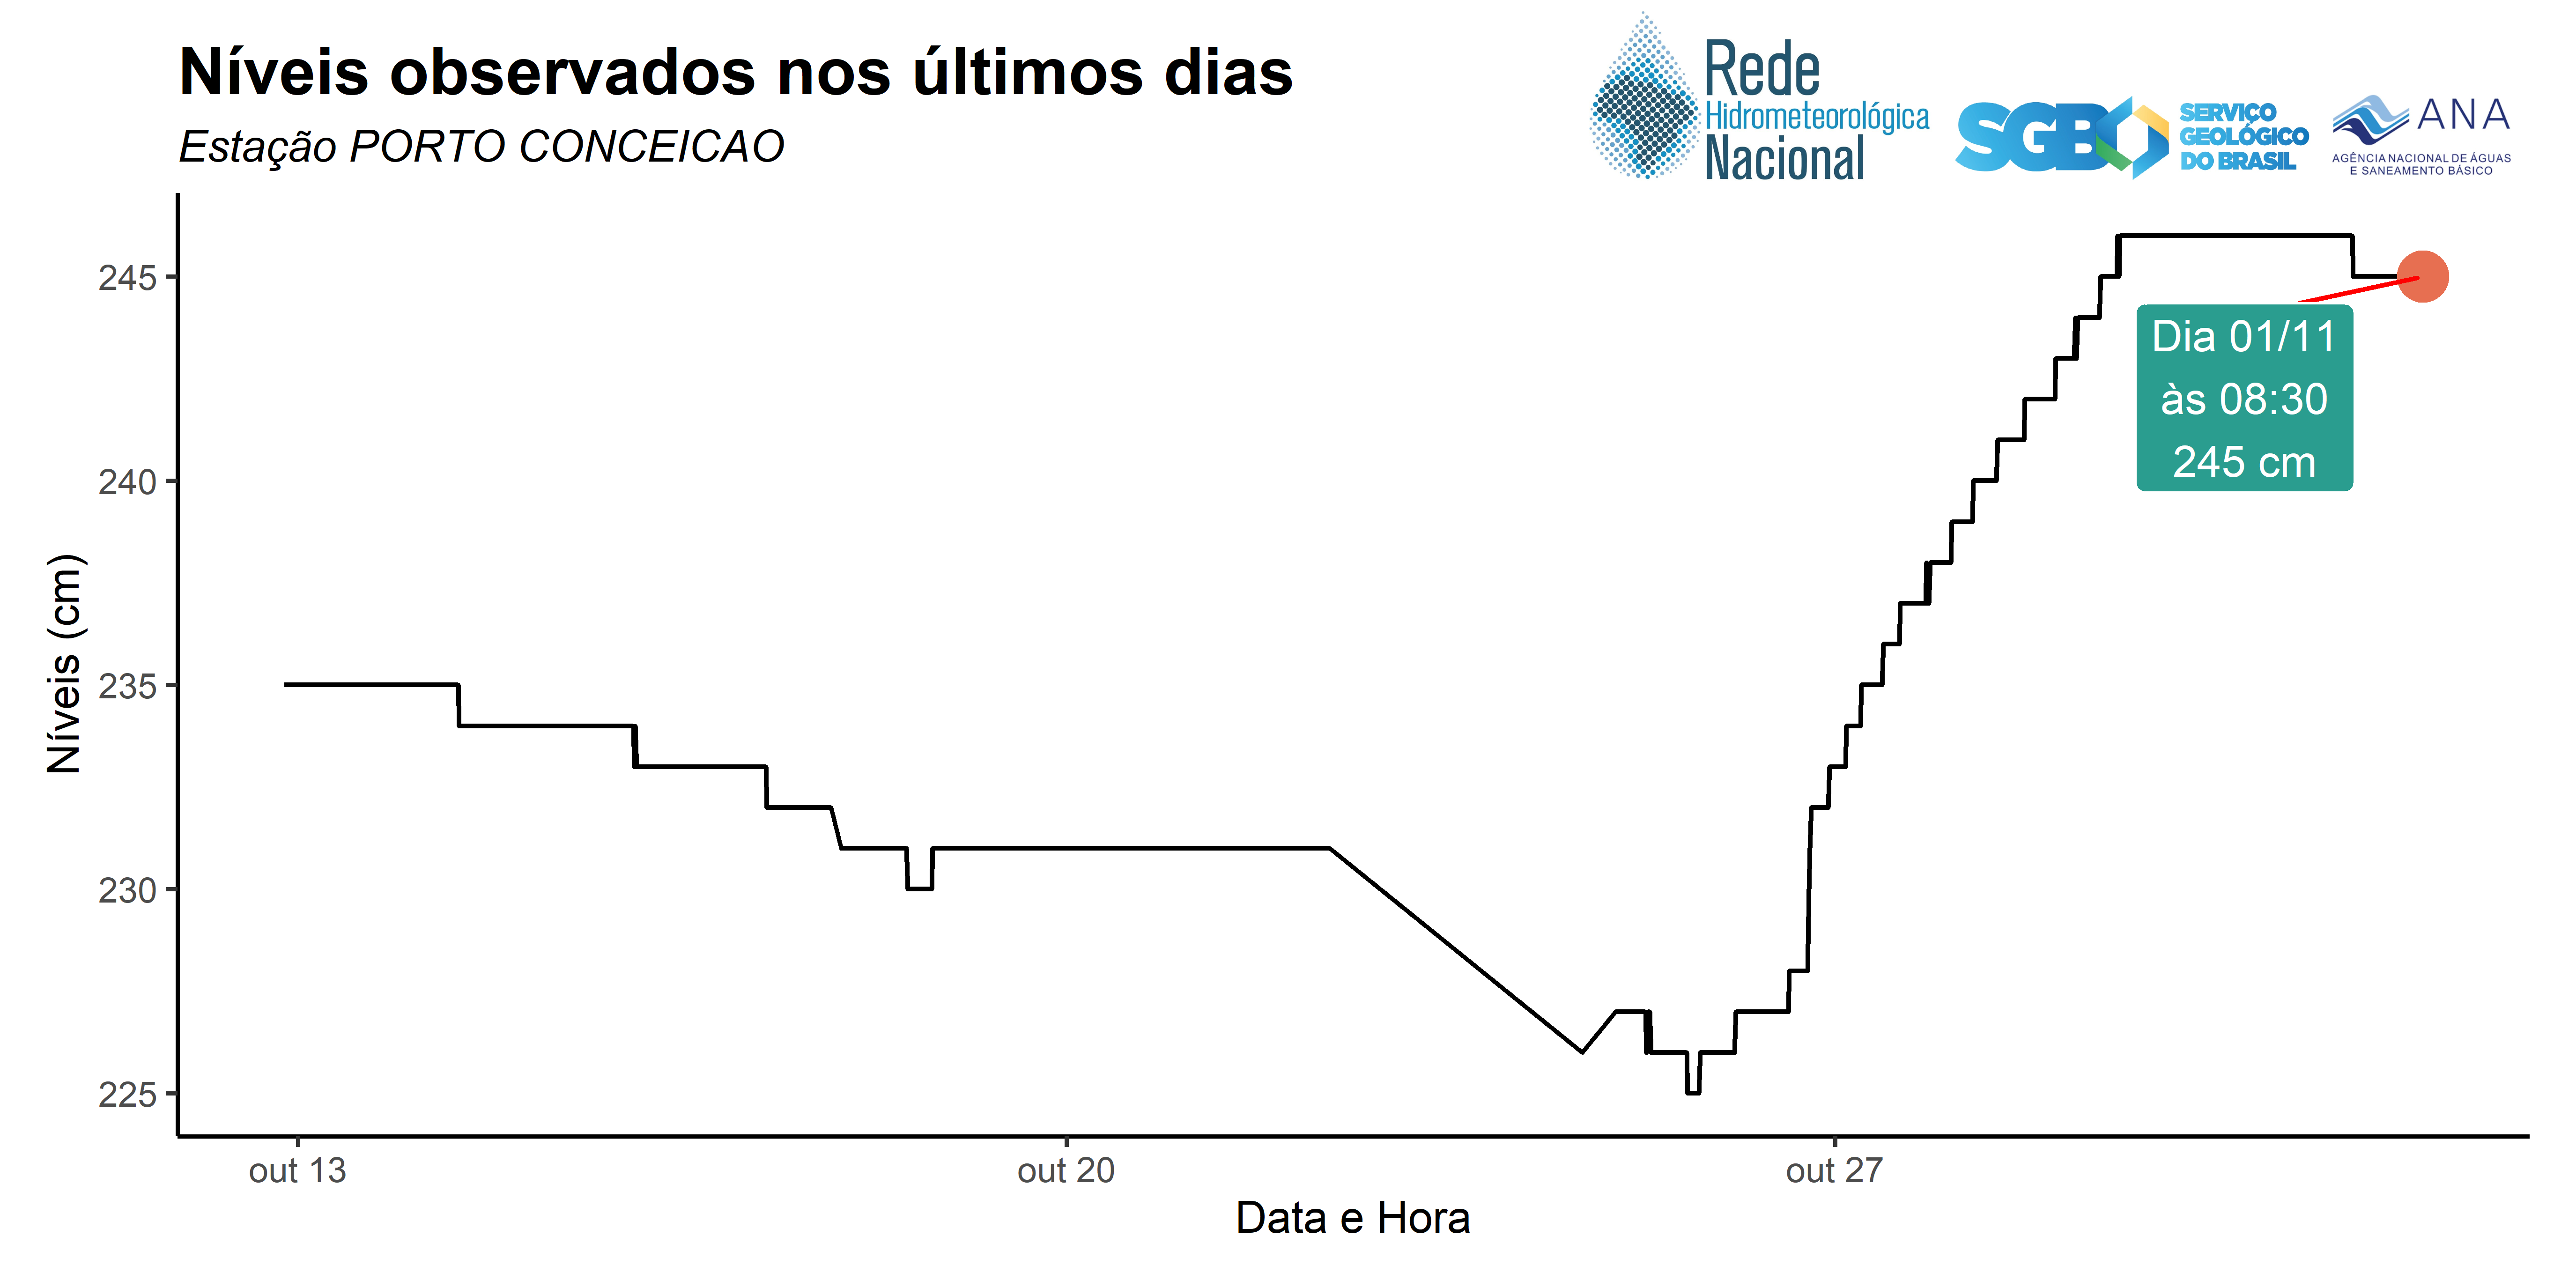 Níveis observados nos últimos dias
Estação PORTO CONCEICAO
Rede
Hidrometeorológica
Nacional
SGB
SERVIÇO
GEOLÓGICO
DO BRASIL
ANA
AGÊNCIA NACIONAL DE ÁGUAS
E SANEAMENTO BÁSICO
245
240
235
230
225
Níveis (cm)
Dia 01/11
às 08:30
245 cm
out 13
out 20
out 27
Data e Hora